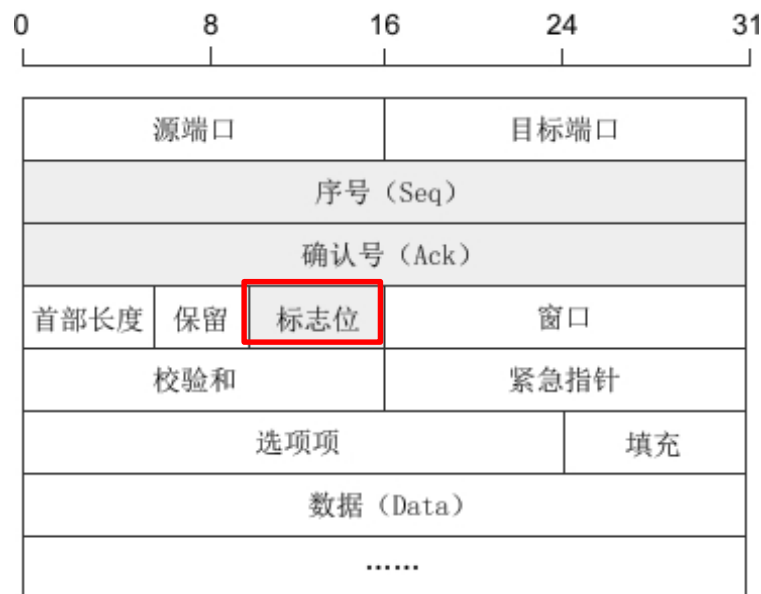 0 8 16 24 31
源端口 目标端口
序号（Seq）
确认号（Ack）
首部长度 保留 标志位 窗口
校验和 紧急指针
选项项 填充
数据（Data）
……